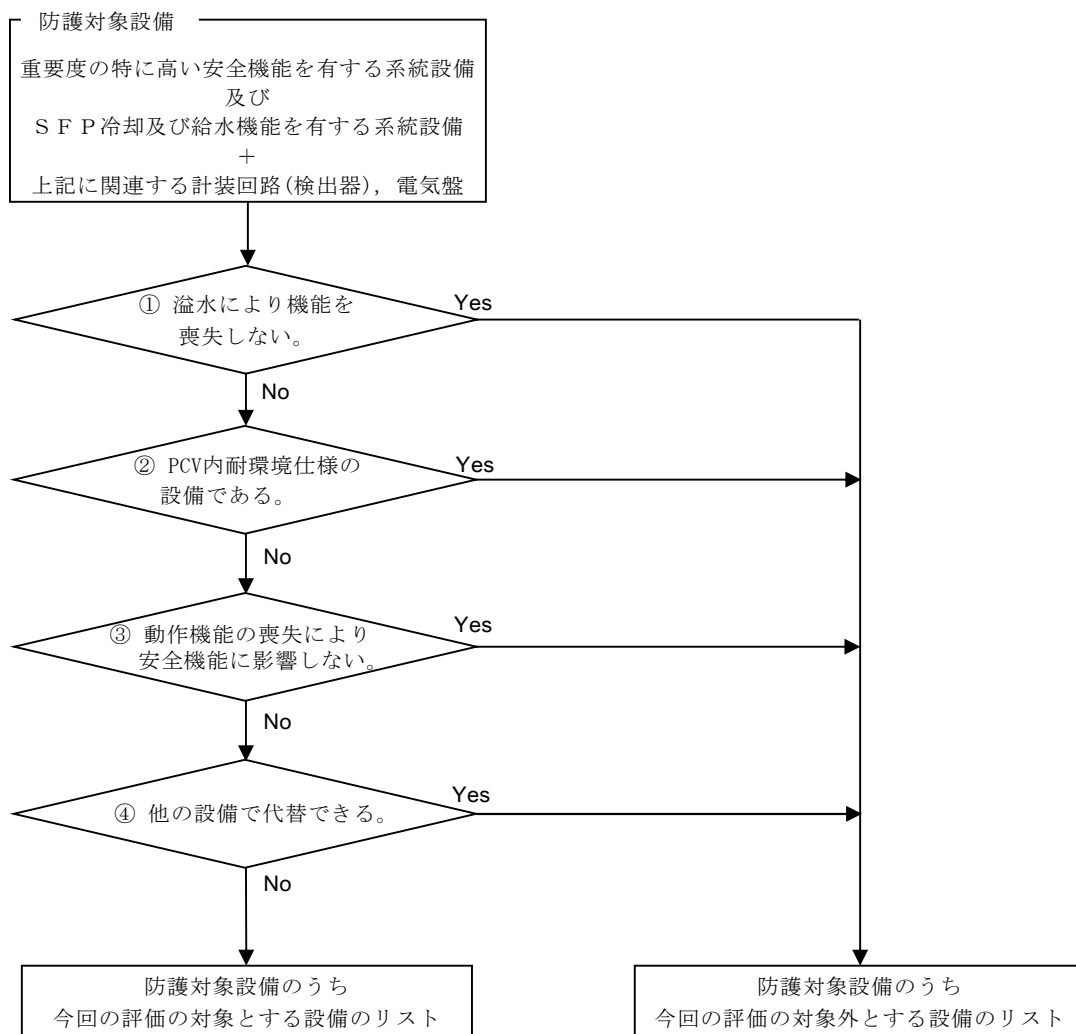 防護対象設備
重要度の特に高い安全機能を有する系統設備
及び
ＳＦＰ冷却及び給水機能を有する系統設備
＋
上記に関連する計装回路(検出器)，電気盤
① 溢水により機能を
喪失しない。
Yes
No
② PCV内耐環境仕様の
設備である。
Yes
No
③ 動作機能の喪失により
安全機能に影響しない。
Yes
No
④ 他の設備で代替できる。
Yes
No
防護対象設備のうち
今回の評価の対象とする設備のリスト
防護対象設備のうち
今回の評価の対象外とする設備のリスト